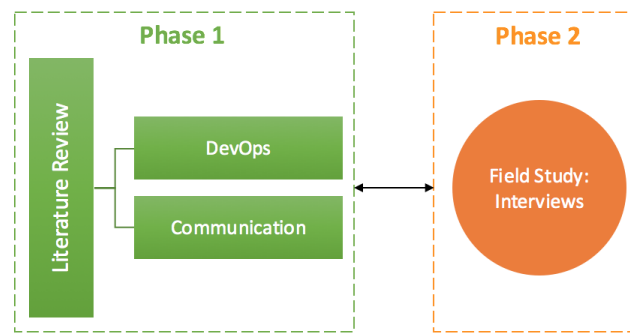 Phase 1
Literature Review
DevOps
Communication
Phase 2
Field Study:
Interviews